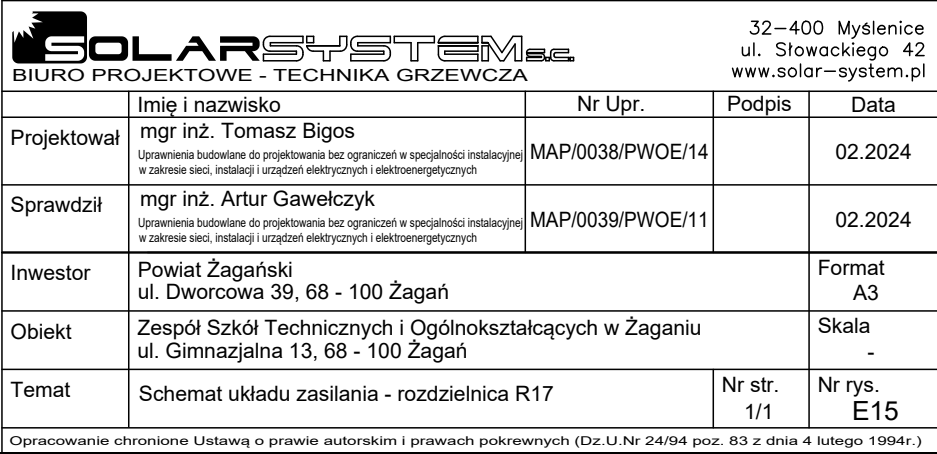 SOLARSYSTEM s.c.
BIURO PROJEKTOWE - TECHNIKA GRZEWCZA
32-400 Myślenice
ul. Słowackiego 42
www.solar-system.pl
Imię i nazwisko Nr Upr. Podpis Data
Projektował mgr inż. Tomasz Bigos
Uprawnienia budowlane do projektowania bez ograniczeń w specjalności instalacyjnej
w zakresie sieci, instalacji i urządzeń elektrycznych i elektroenergetycznych
MAP/0038/PWOE/14 02.2024
Sprawdził mgr inż. Artur Gawełczyk
Uprawnienia budowlane do projektowania bez ograniczeń w specjalności instalacyjnej
w zakresie sieci, instalacji i urządzeń elektrycznych i elektroenergetycznych
MAP/0039/PWOE/11 02.2024
Inwestor Powiat Żagański
ul. Dworcowa 39, 68 - 100 Żagań
Format
A3
Obiekt Zespół Szkół Technicznych i Ogólnokształcących w Żaganiu
ul. Gimnazjalna 13, 68 - 100 Żagań
Skala
-
Temat Schemat układu zasilania - rozdzielnica R17
Nr str.
1/1
Nr rys.
E15
Opracowanie chronione Ustawą o prawie autorskim i prawach pokrewnych (Dz.U.Nr 24/94 poz. 83 z dnia 4 lutego 1994r.)